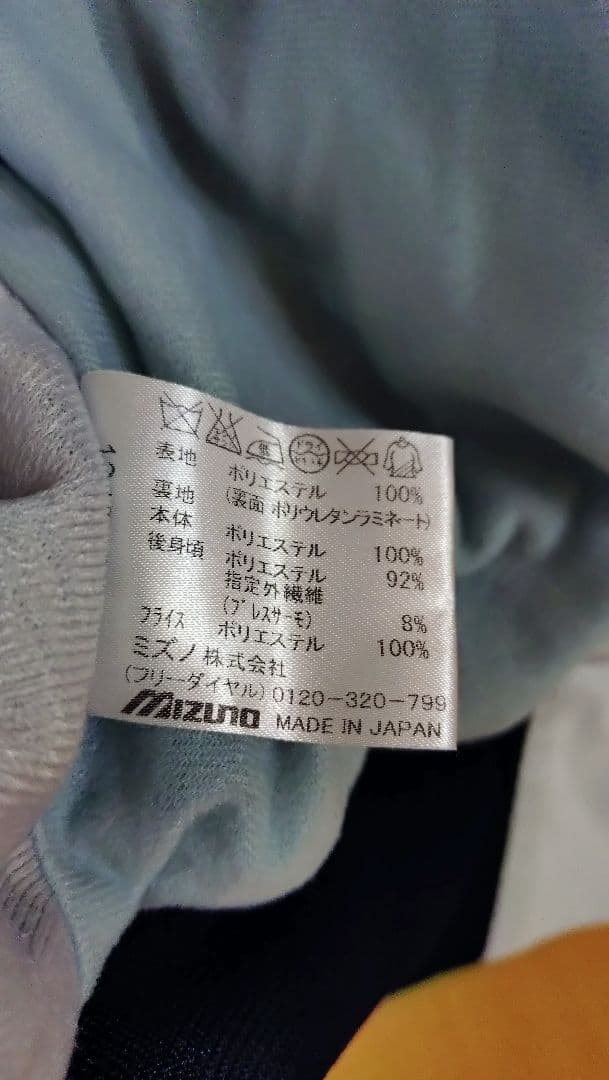 低 ドライ
表地 ポリエステル 100%
(裏面 ポリウレタンラミネート)
裏地
本体 ポリエステル 100%
後身頃 ポリエステル 92%
指定外繊維
(ブレスサーモ) 8%
フライス ポリエステル 100%
ミズノ株式会社
(フリーダイヤル) 0120-320-799
MIZUNO MADE IN JAPAN